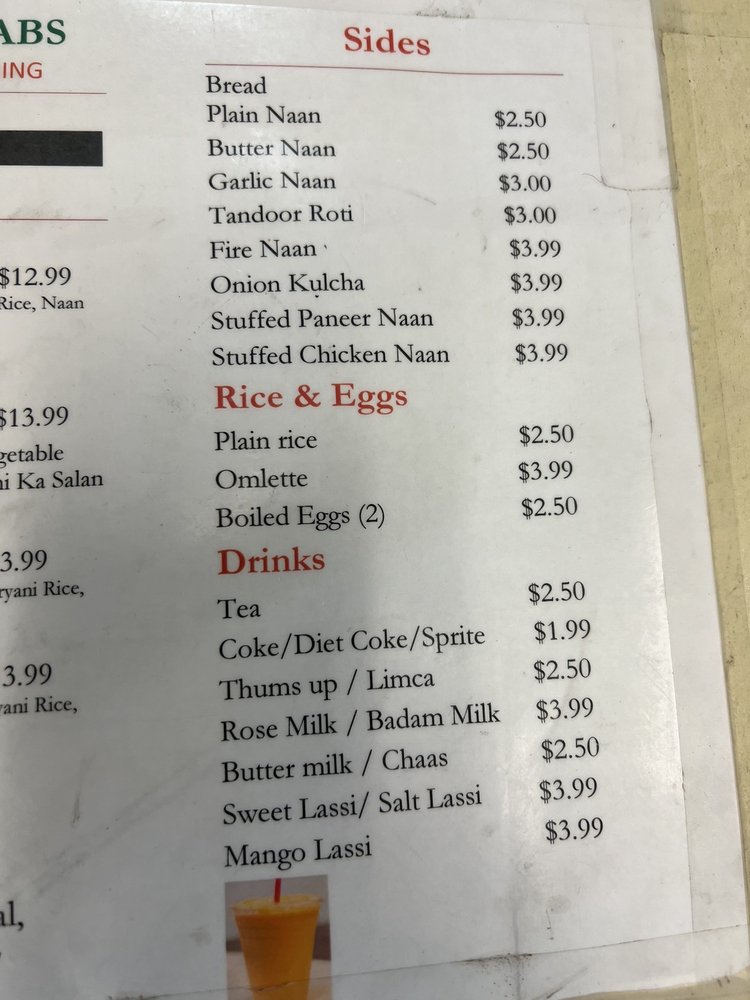 ABS
ING
$12.99
Rice, Naan
$13.99
getable
ni Ka Salan
3.99
ryani Rice,
3.99
yani Rice,
al,
Sides
Bread
Plain Naan $2.50
Butter Naan $2.50
Garlic Naan $3.00
Tandoor Roti $3.00
Fire Naan $3.99
Onion Kulcha $3.99
Stuffed Paneer Naan $3.99
Stuffed Chicken Naan $3.99
Rice & Eggs
Plain rice $2.50
Omlette $3.99
Boiled Eggs (2) $2.50
Drinks
Tea $2.50
Coke/Diet Coke/Sprite $1.99
Thums up / Limca $2.50
Rose Milk / Badam Milk $3.99
Butter milk / Chaas $2.50
Sweet Lassi/ Salt Lassi $3.99
Mango Lassi $3.99